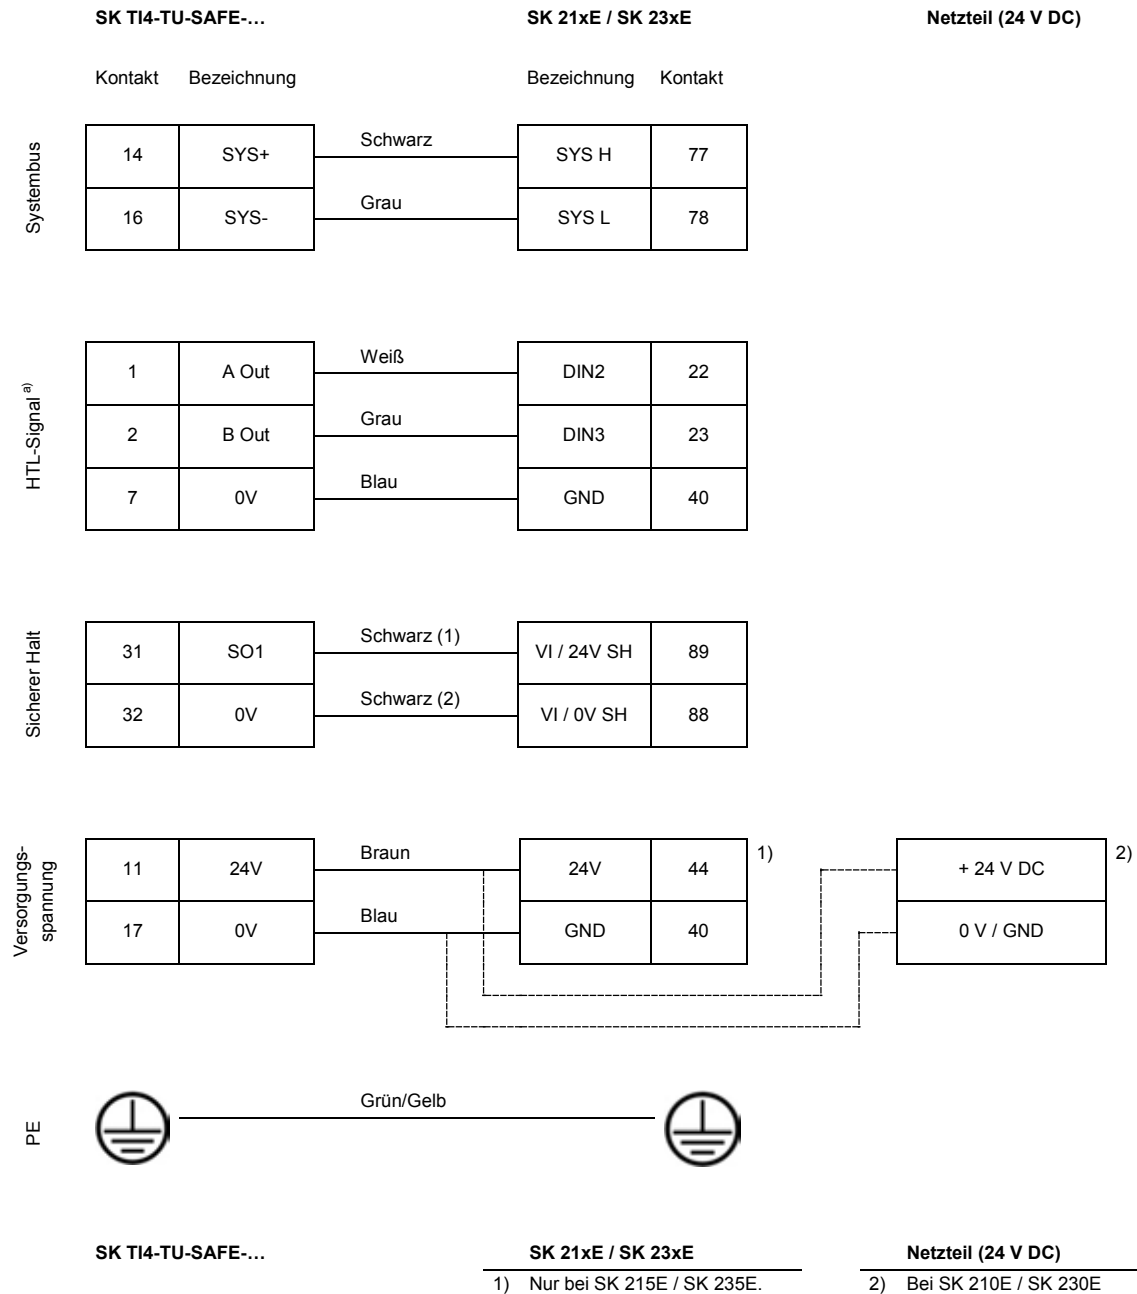 SK TI4-TU-SAFE-… SK 21xE / SK 23xE Netzteil (24 V DC)
Kontakt Bezeichnung Bezeichnung Kontakt
Systembus
14 SYS+ Schwarz SYS H 77
16 SYS- Grau SYS L 78
HTL-Signal a)
1 A Out Weiß DIN2 22
2 B Out Grau DIN3 23
7 0V Blau GND 40
Sicherer Halt
31 SO1 Schwarz (1) VI / 24V SH 89
32 0V Schwarz (2) VI / 0V SH 88
Versorgungs-
spannung
11 24V Braun 24V 44 1) + 24 V DC 2)
17 0V Blau GND 40 0 V / GND
PE
Grün/Gelb
SK TI4-TU-SAFE-… SK 21xE / SK 23xE Netzteil (24 V DC)
1) Nur bei SK 215E / SK 235E. 2) Bei SK 210E / SK 230E